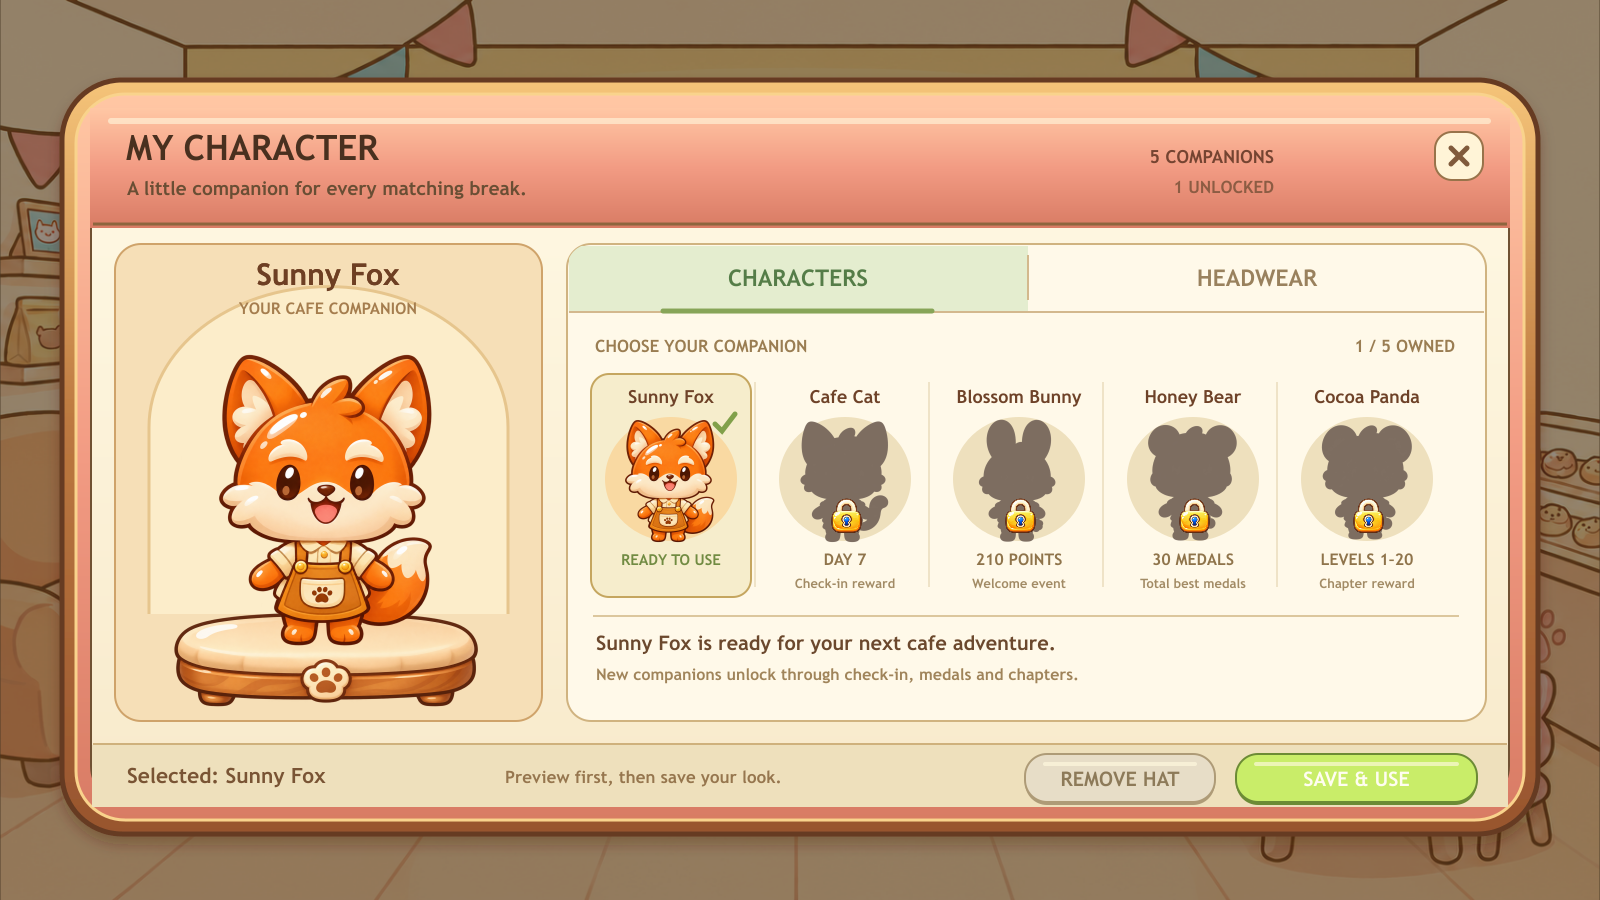 MY CHARACTER
A little companion for every matching break.
5 COMPANIONS
1 UNLOCKED
Sunny Fox
YOUR CAFE COMPANION
CHARACTERS
HEADWEAR
CHOOSE YOUR COMPANION
1 / 5 OWNED
Sunny Fox
READY TO USE
Cafe Cat
DAY 7
Check-in reward
Blossom Bunny
210 POINTS
Welcome event
Honey Bear
30 MEDALS
Total best medals
Cocoa Panda
LEVELS 1-20
Chapter reward
Sunny Fox is ready for your next cafe adventure.
New companions unlock through check-in, medals and chapters.
Selected: Sunny Fox
Preview first, then save your look.
REMOVE HAT
SAVE & USE